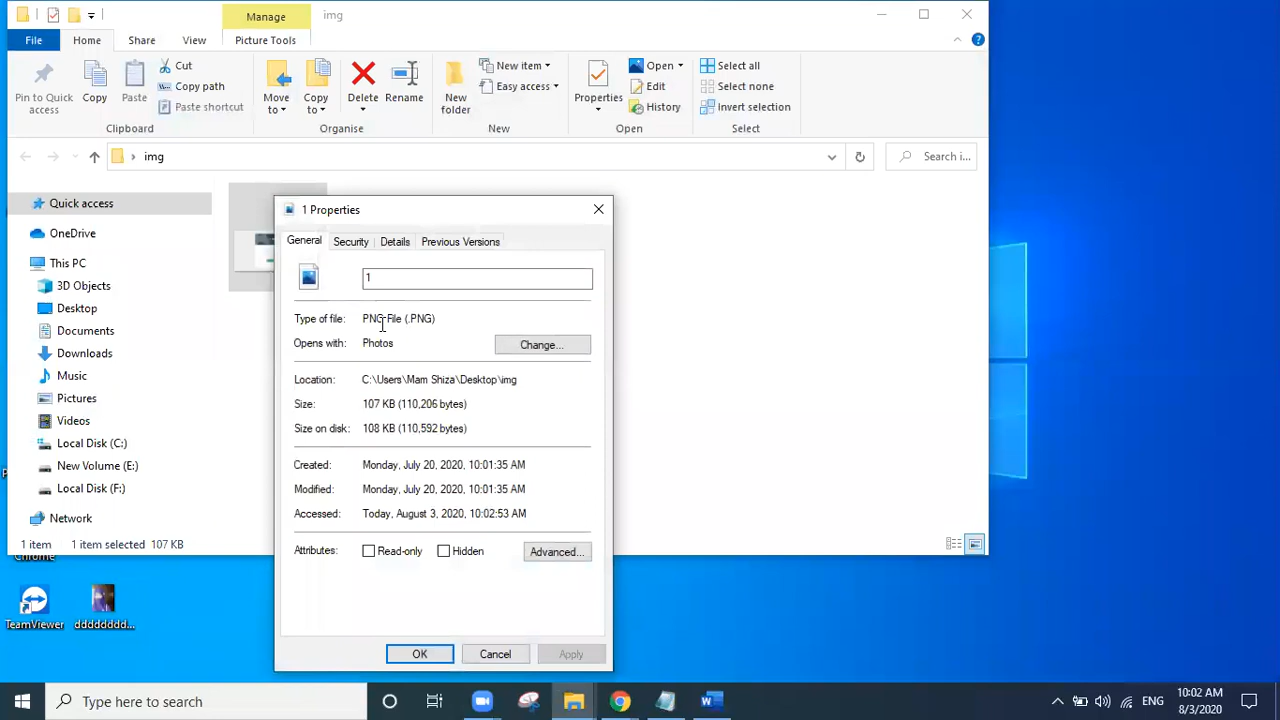 Manage
img
File
Home
Share
View
Picture Tools
Pin to Quick access
Copy
Paste
Cut
Copy path
Paste shortcut
Clipboard
Move to
Copy to
Delete
Rename
Organise
New folder
New item
Easy access
New
Properties
Open
Edit
History
Open
Select all
Select none
Invert selection
Select
img
Search i...
Quick access
OneDrive
This PC
3D Objects
Desktop
Documents
Downloads
Music
Pictures
Videos
Local Disk (C:)
New Volume (E:)
Local Disk (F:)
Network
1 item
1 item selected 107 KB
1 Properties
General
Security
Details
Previous Versions
1
Type of file: PNG File (.PNG)
Opens with: Photos
Change...
Location: C:\Users\Mam Shiza\Desktop\img
Size: 107 KB (110,206 bytes)
Size on disk: 108 KB (110,592 bytes)
Created: Monday, July 20, 2020, 10:01:35 AM
Modified: Monday, July 20, 2020, 10:01:35 AM
Accessed: Today, August 3, 2020, 10:02:53 AM
Attributes: Read-only Hidden
Advanced...
OK
Cancel
Apply
Chrome
TeamViewer
dddddddd...
Type here to search
ENG
10:02 AM
8/3/2020